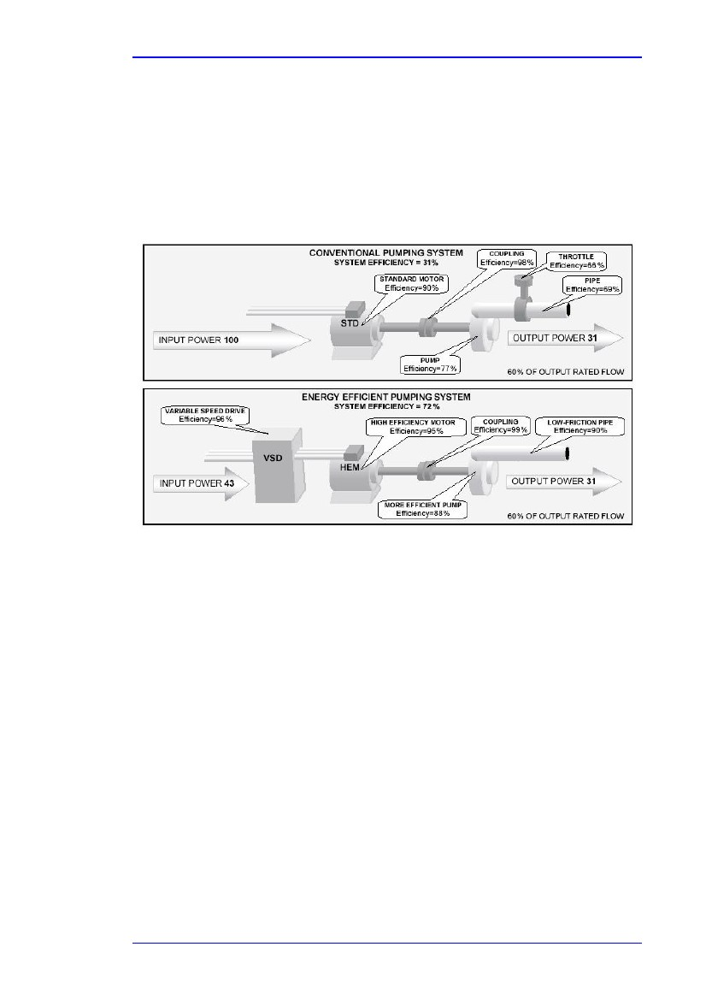 CONVENTIONAL PUMPING SYSTEM
SYSTEM EFFICIENCY = 31%
COUPLING
Efficiency=98%
THROTTLE
Efficiency=66%
STANDARD MOTOR
Efficiency=90%
PIPE
Efficiency=69%
STD
INPUT POWER 100
OUTPUT POWER 31
PUMP
Efficiency=77%
60% OF OUTPUT RATED FLOW
ENERGY EFFICIENT PUMPING SYSTEM
SYSTEM EFFICIENCY = 72%
VARIABLE SPEED DRIVE
Efficiency=96%
HIGH EFFICIENCY MOTOR
Efficiency=95%
COUPLING
Efficiency=99%
LOW-FRICTION PIPE
Efficiency=90%
VSD
HEM
INPUT POWER 43
OUTPUT POWER 31
MORE EFFICIENT PUMP
Efficiency=88%
60% OF OUTPUT RATED FLOW